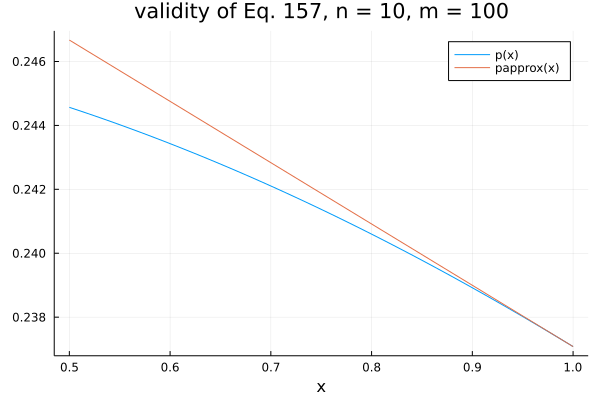 validity of Eq. 157, n = 10, m = 100
p(x)
papprox(x)
0.246
0.244
0.242
0.240
0.238
0.5 0.6 0.7 0.8 0.9 1.0
x